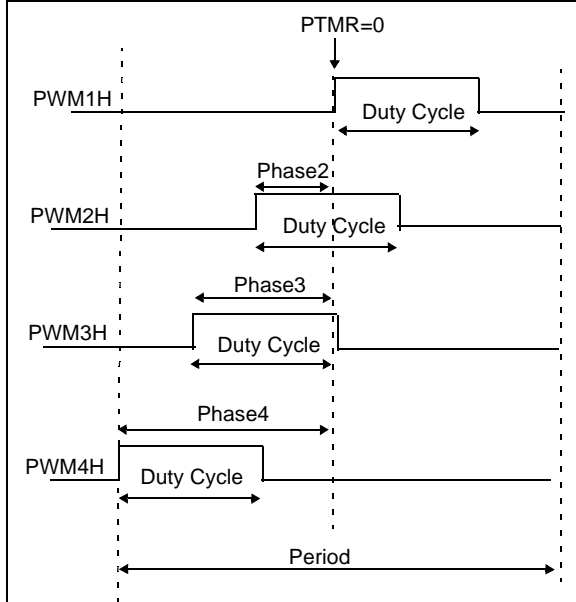 PTMR=0
PWM1H
Duty Cycle
Phase2
PWM2H
Duty Cycle
Phase3
PWM3H
Duty Cycle
Phase4
PWM4H
Duty Cycle
Period